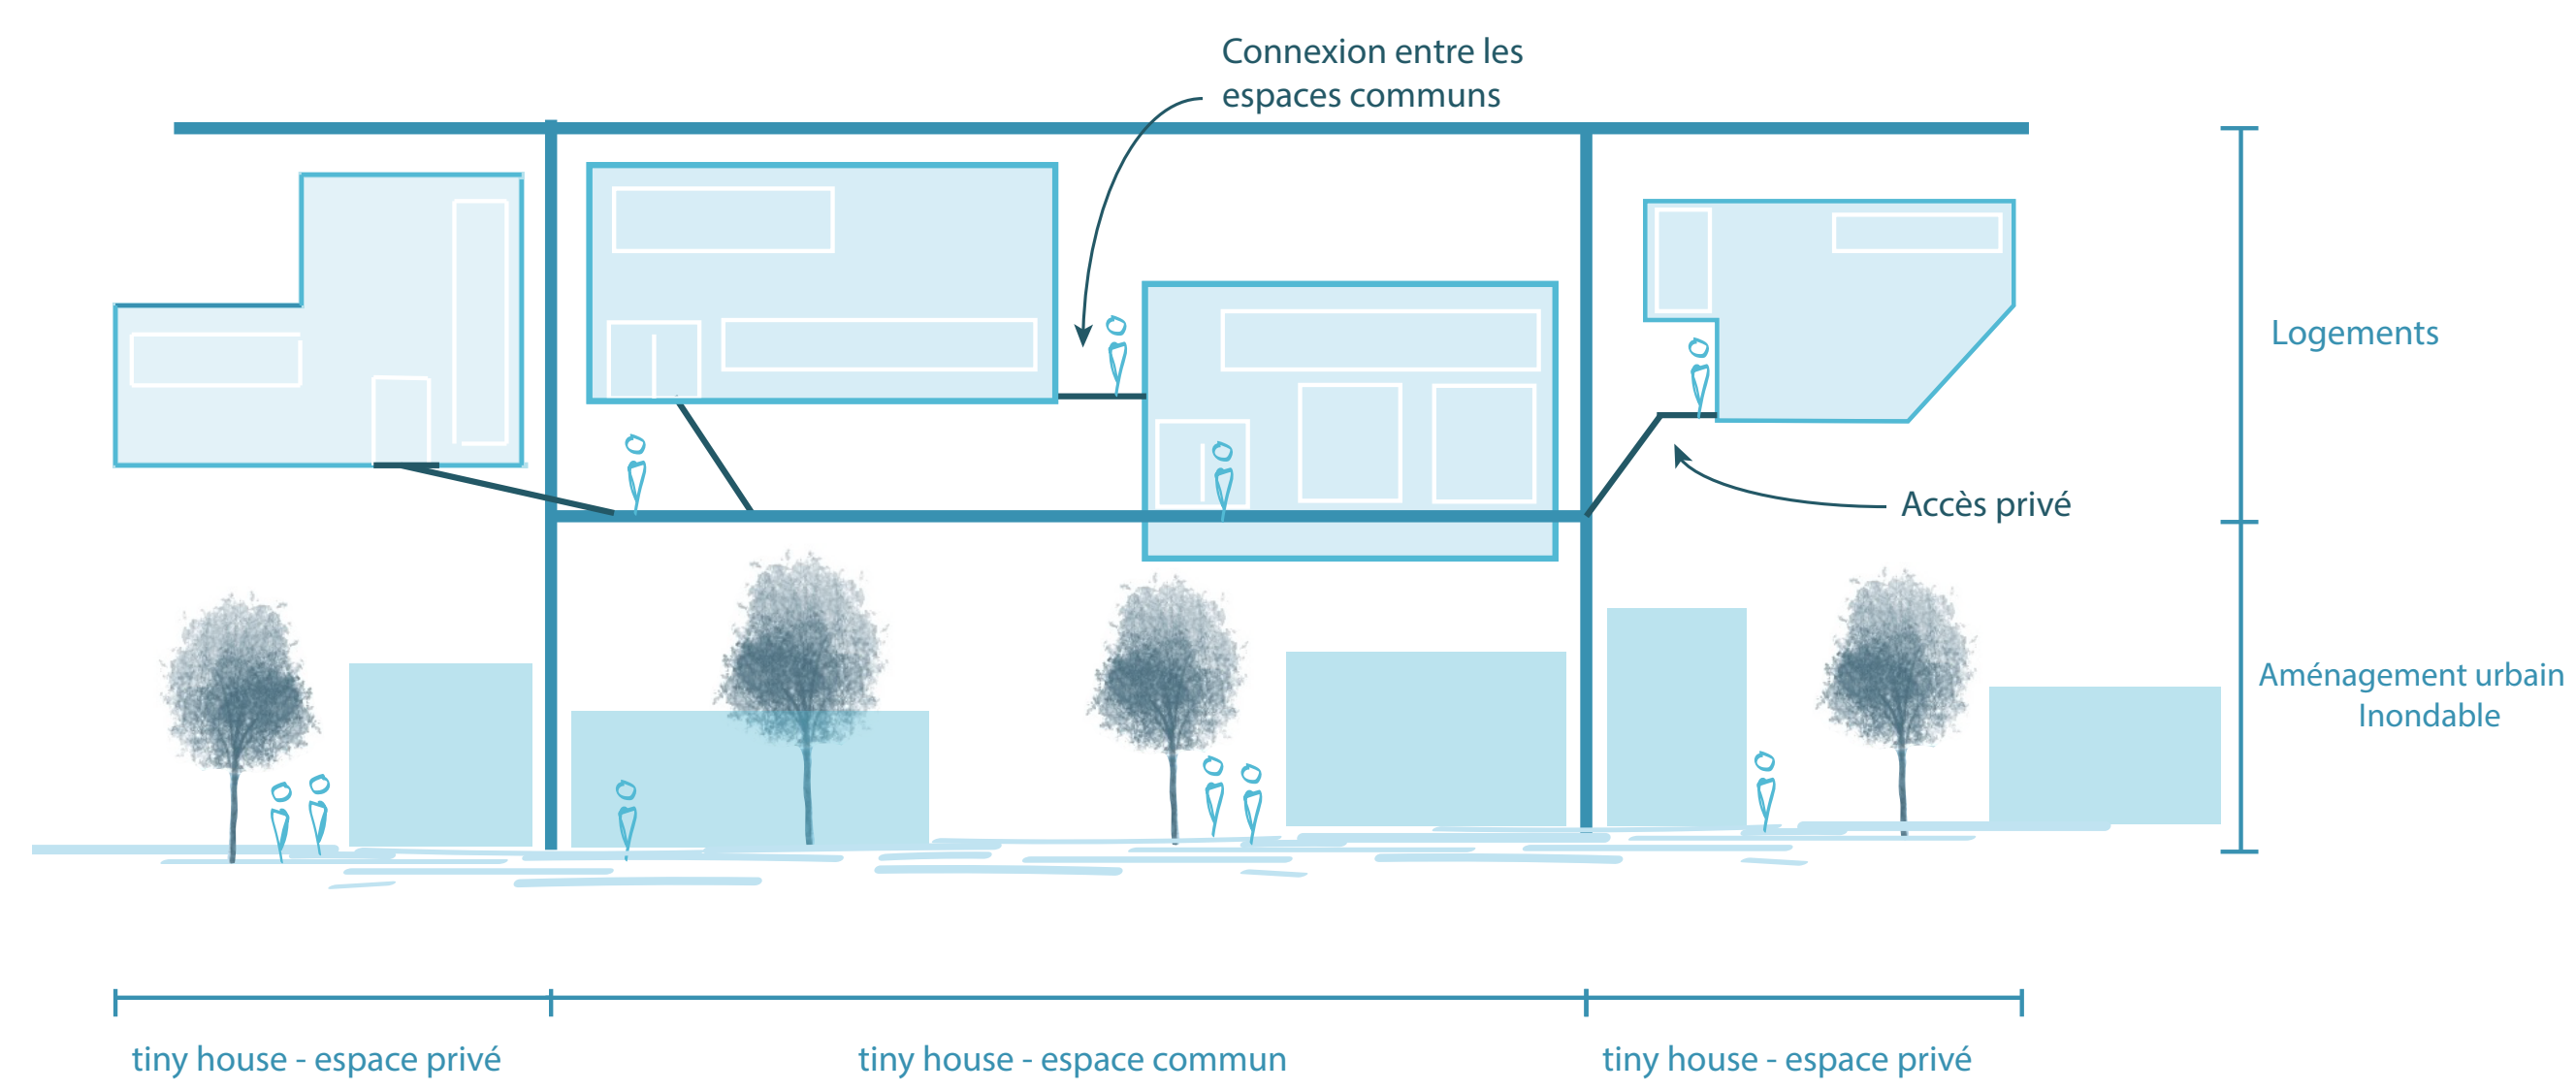 Connexion entre les
espaces communs
Logements
Accès privé
Aménagement urbain
Inondable
tiny house - espace privé
tiny house - espace commun
tiny house - espace privé